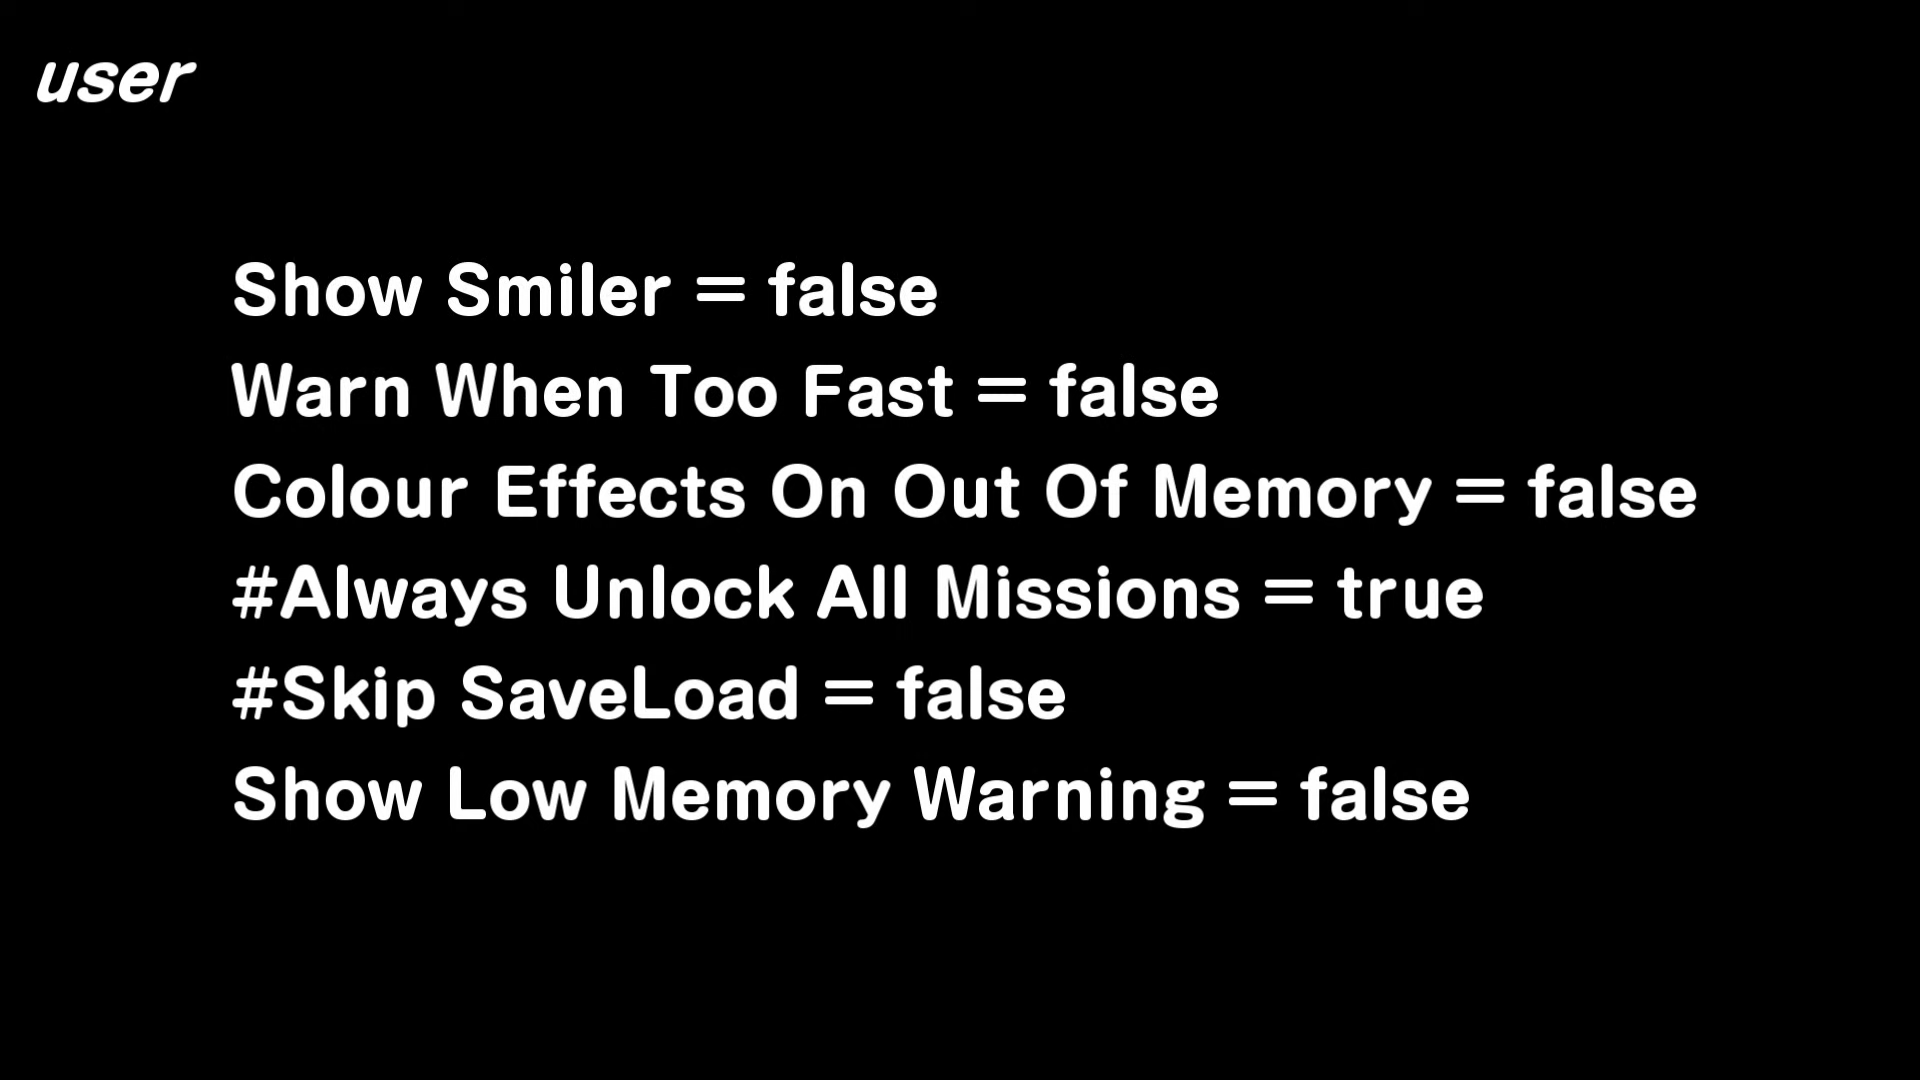 user
Show Smiler = false
Warn When Too Fast = false
Colour Effects On Out Of Memory = false
#Always Unlock All Missions = true
#Skip SaveLoad = false
Show Low Memory Warning = false